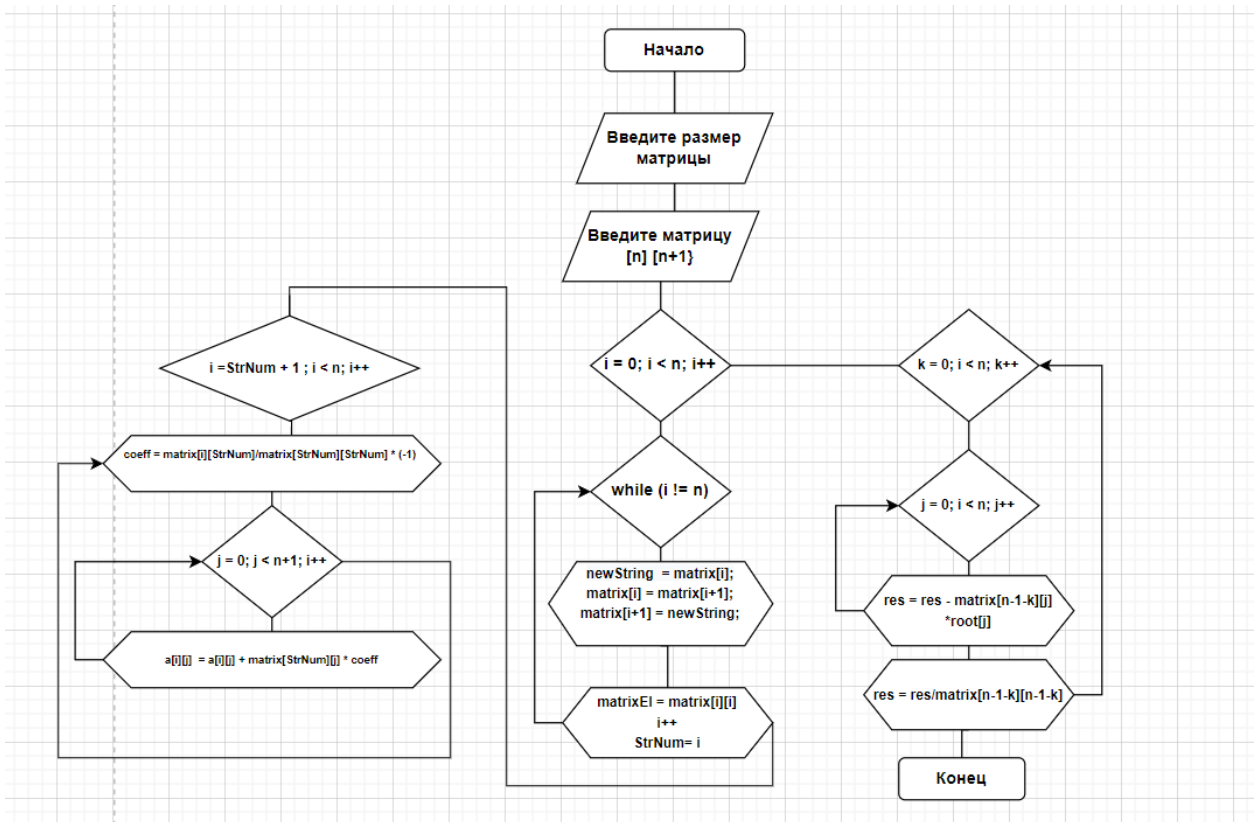 Начало
Введите размер
матрицы
Введите матрицу
[n] [n+1}
i = 0; i < n; i++
while (i != n)
newString = matrix[i];
matrix[i] = matrix[i+1];
matrix[i+1] = newString;
matrixEl = matrix[i][i]
i++
StrNum= i
i =StrNum + 1 ; i < n; i++
coeff = matrix[i][StrNum]/matrix[StrNum][StrNum] * (-1)
j = 0; j < n+1; i++
a[i][j] = a[i][j] + matrix[StrNum][j] * coeff
k = 0; i < n; k++
j = 0; i < n; j++
res = res - matrix[n-1-k][j]
*root[j]
res = res/matrix[n-1-k][n-1-k]
Конец